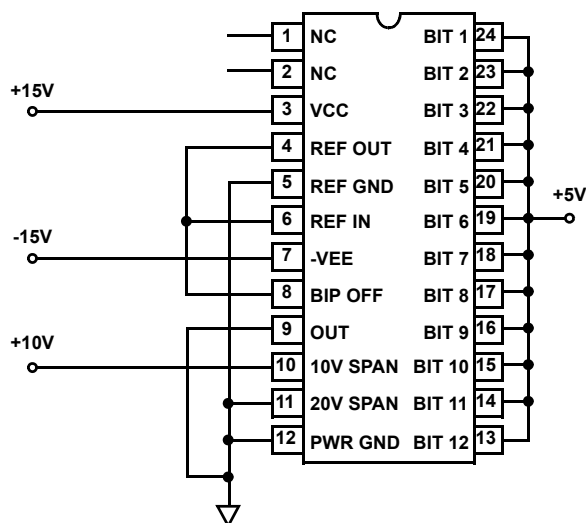 1 NC BIT 1 24
2 NC BIT 2 23
+15V
3 VCC BIT 3 22
4 REF OUT BIT 4 21
5 REF GND BIT 5 20
+5V
6 REF IN BIT 6 19
-15V
7 -VEE BIT 7 18
8 BIP OFF BIT 8 17
9 OUT BIT 9 16
+10V
10 10V SPAN BIT 10 15
11 20V SPAN BIT 11 14
12 PWR GND BIT 12 13